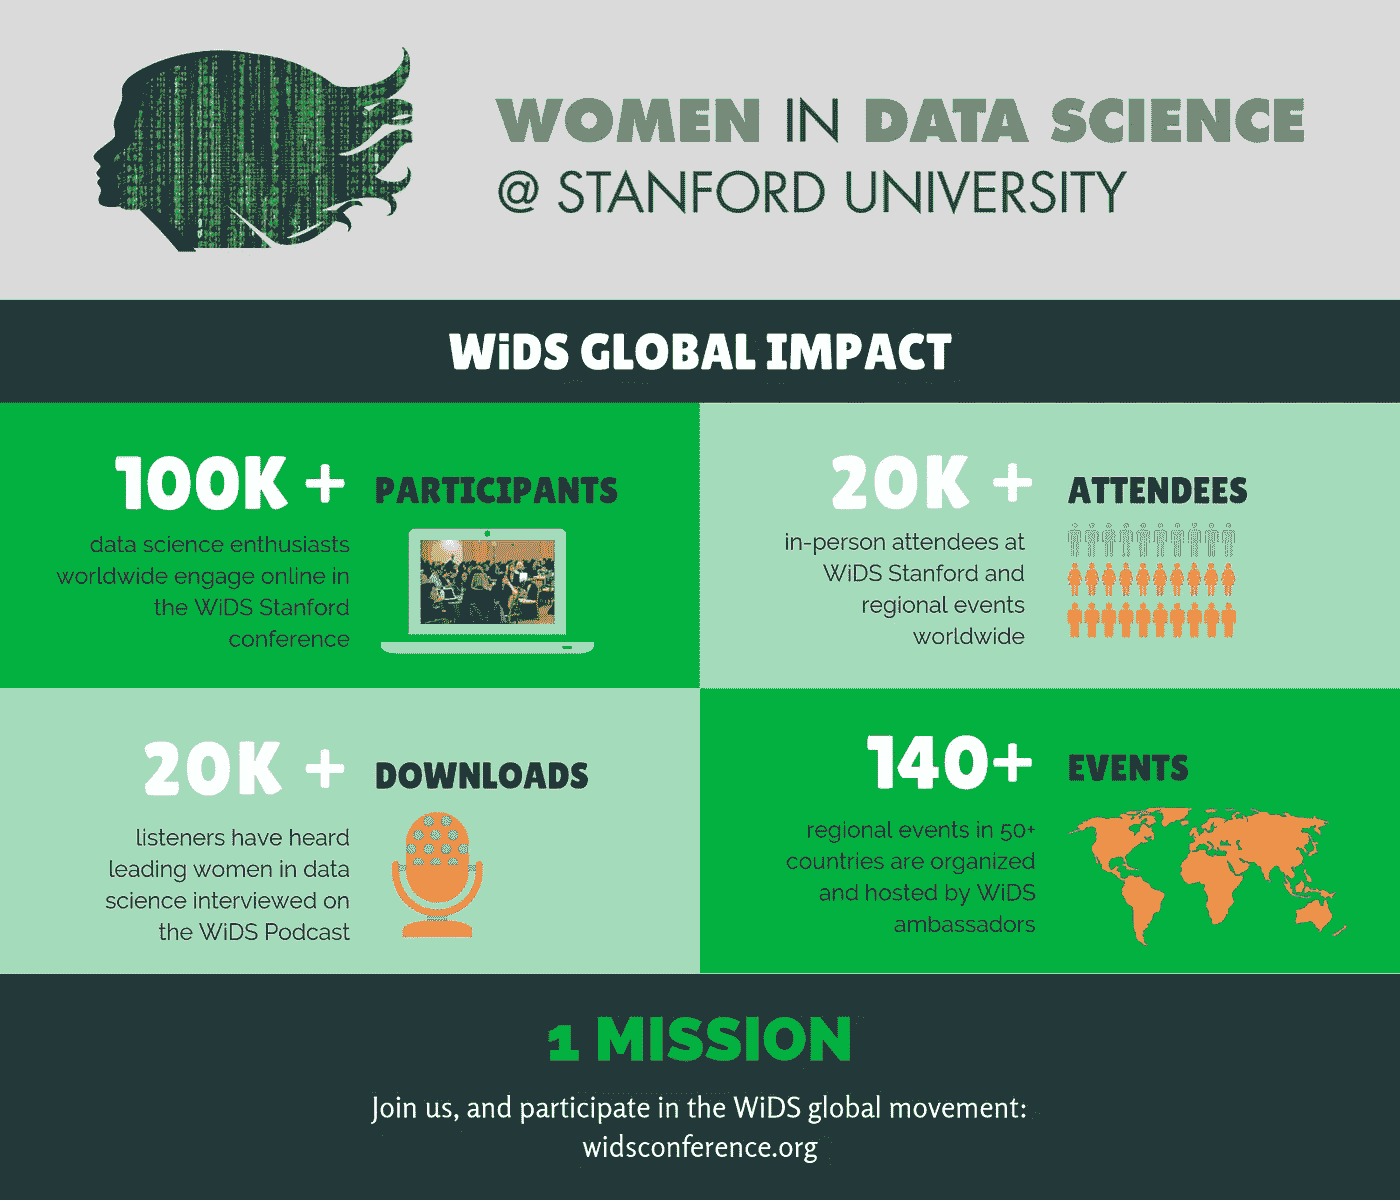 WOMEN IN DATA SCIENCE
@ STANFORD UNIVERSITY
WiDS GLOBAL IMPACT
100K + PARTICIPANTS
data science enthusiasts
worldwide engage online in
the WiDS Stanford
conference
20K + ATTENDEES
in-person attendees at
WiDS Stanford and
regional events
worldwide
20K + DOWNLOADS
listeners have heard
leading women in data
science interviewed on
the WiDS Podcast
140+ EVENTS
regional events in 50+
countries are organized
and hosted by WiDS
ambassadors
1 MISSION
Join us, and participate in the WiDS global movement:
widsconference.org